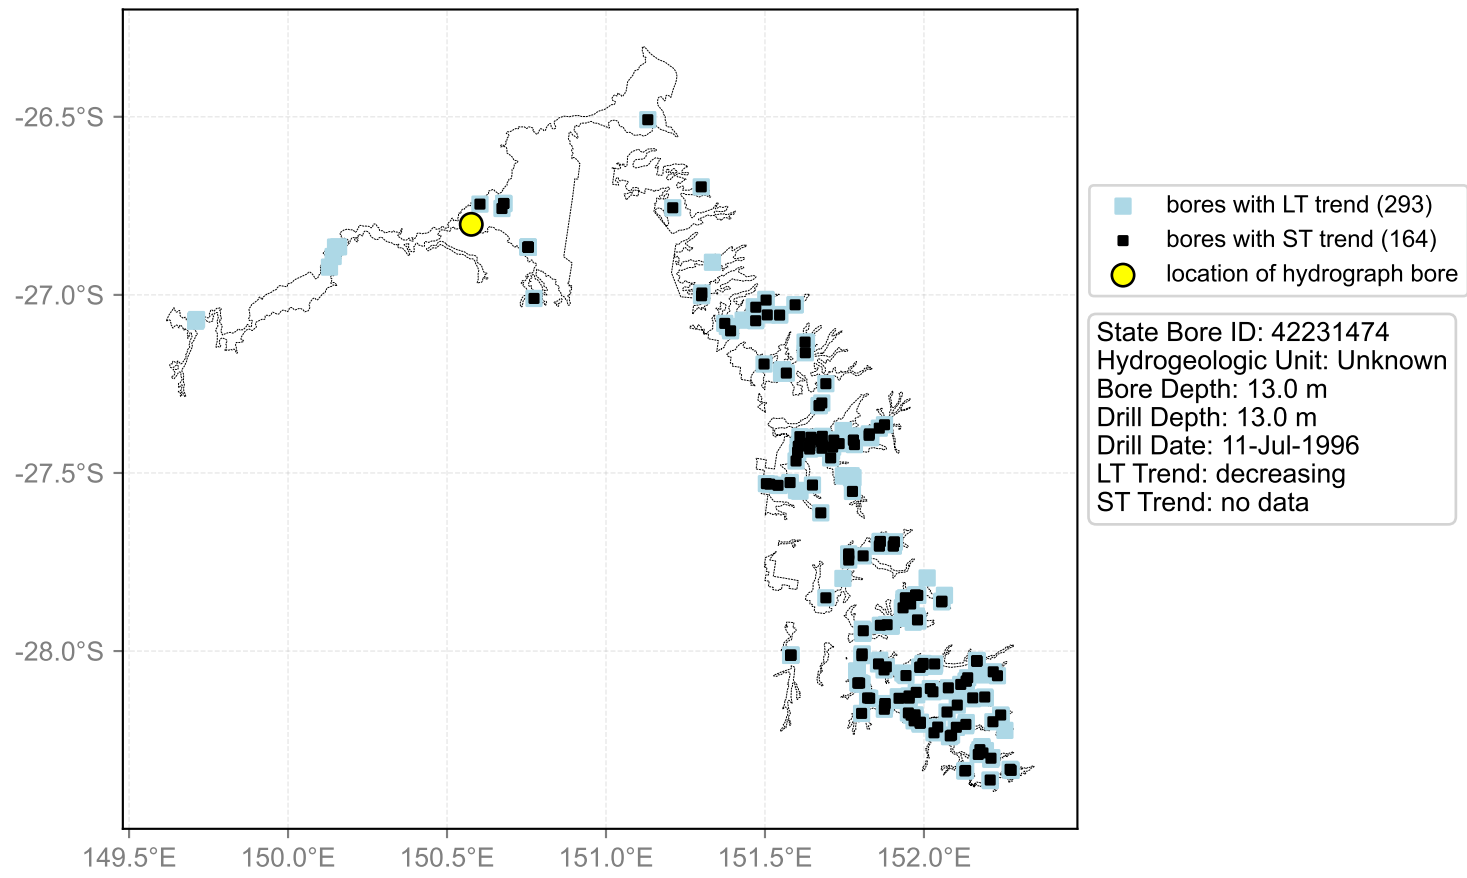 -26.5°S
-27.0°S
-27.5°S
-28.0°S
149.5°E
150.0°E
150.5°E
151.0°E
151.5°E
152.0°E
bores with LT trend (293)
bores with ST trend (164)
location of hydrograph bore
State Bore ID: 42231474
Hydrogeologic Unit: Unknown
Bore Depth: 13.0 m
Drill Depth: 13.0 m
Drill Date: 11-Jul-1996
LT Trend: decreasing
ST Trend: no data